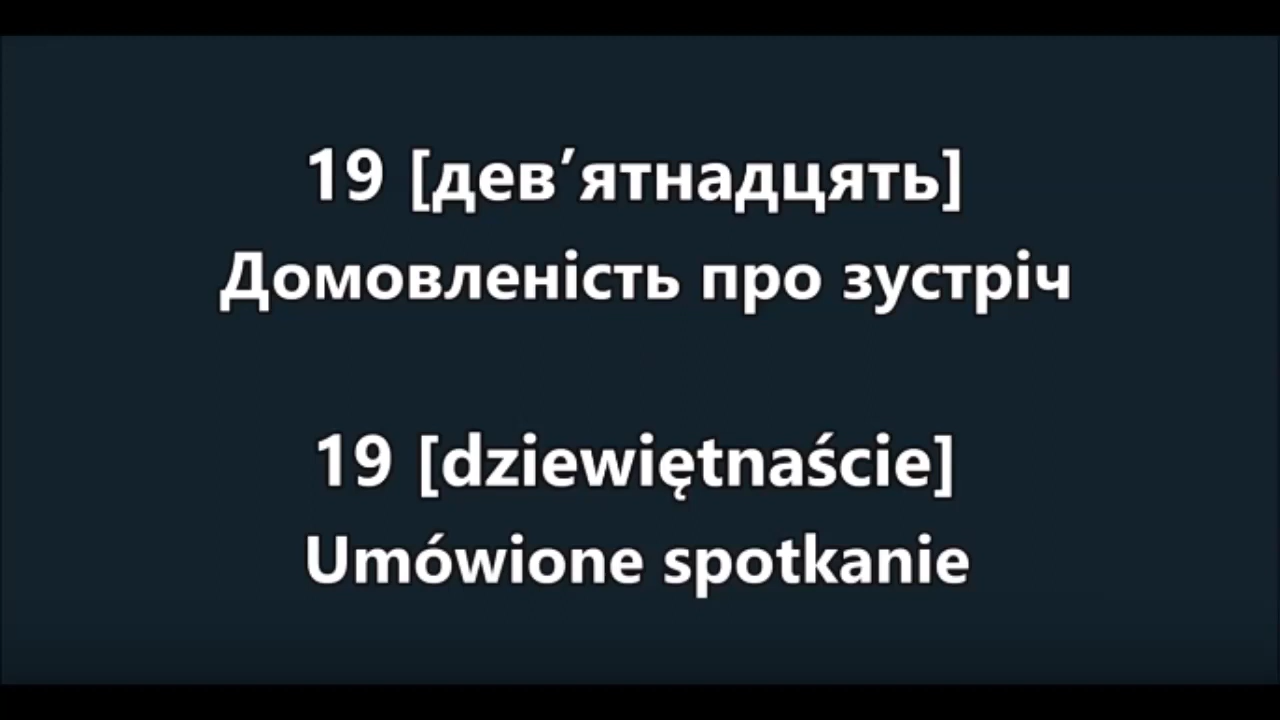 19 [дев’ятнадцять]
Домовленість про зустріч
19 [dziewiętnaście]
Umówione spotkanie